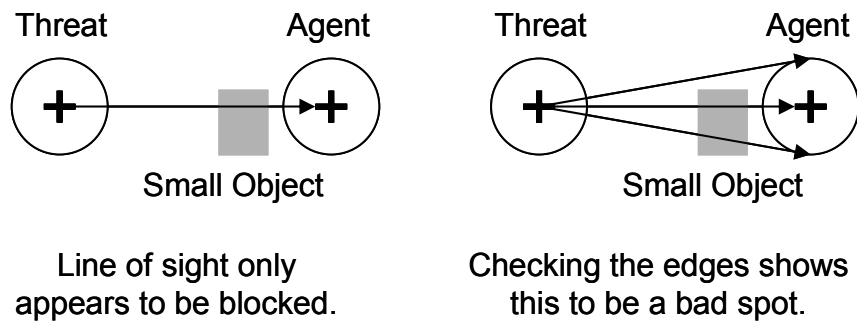 Threat
Agent
Small Object
Line of sight only
appears to be blocked.
Threat
Agent
Small Object
Checking the edges shows
this to be a bad spot.